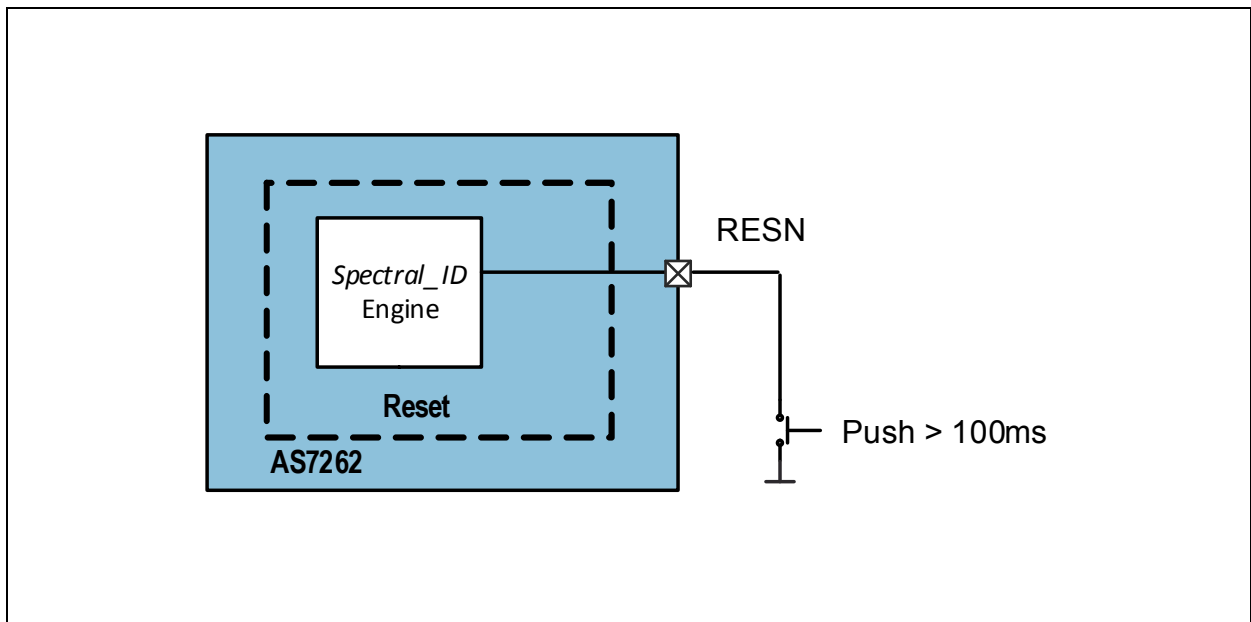 RESN
Spectral_ID
Engine
Reset
Push > 100ms
AS7262